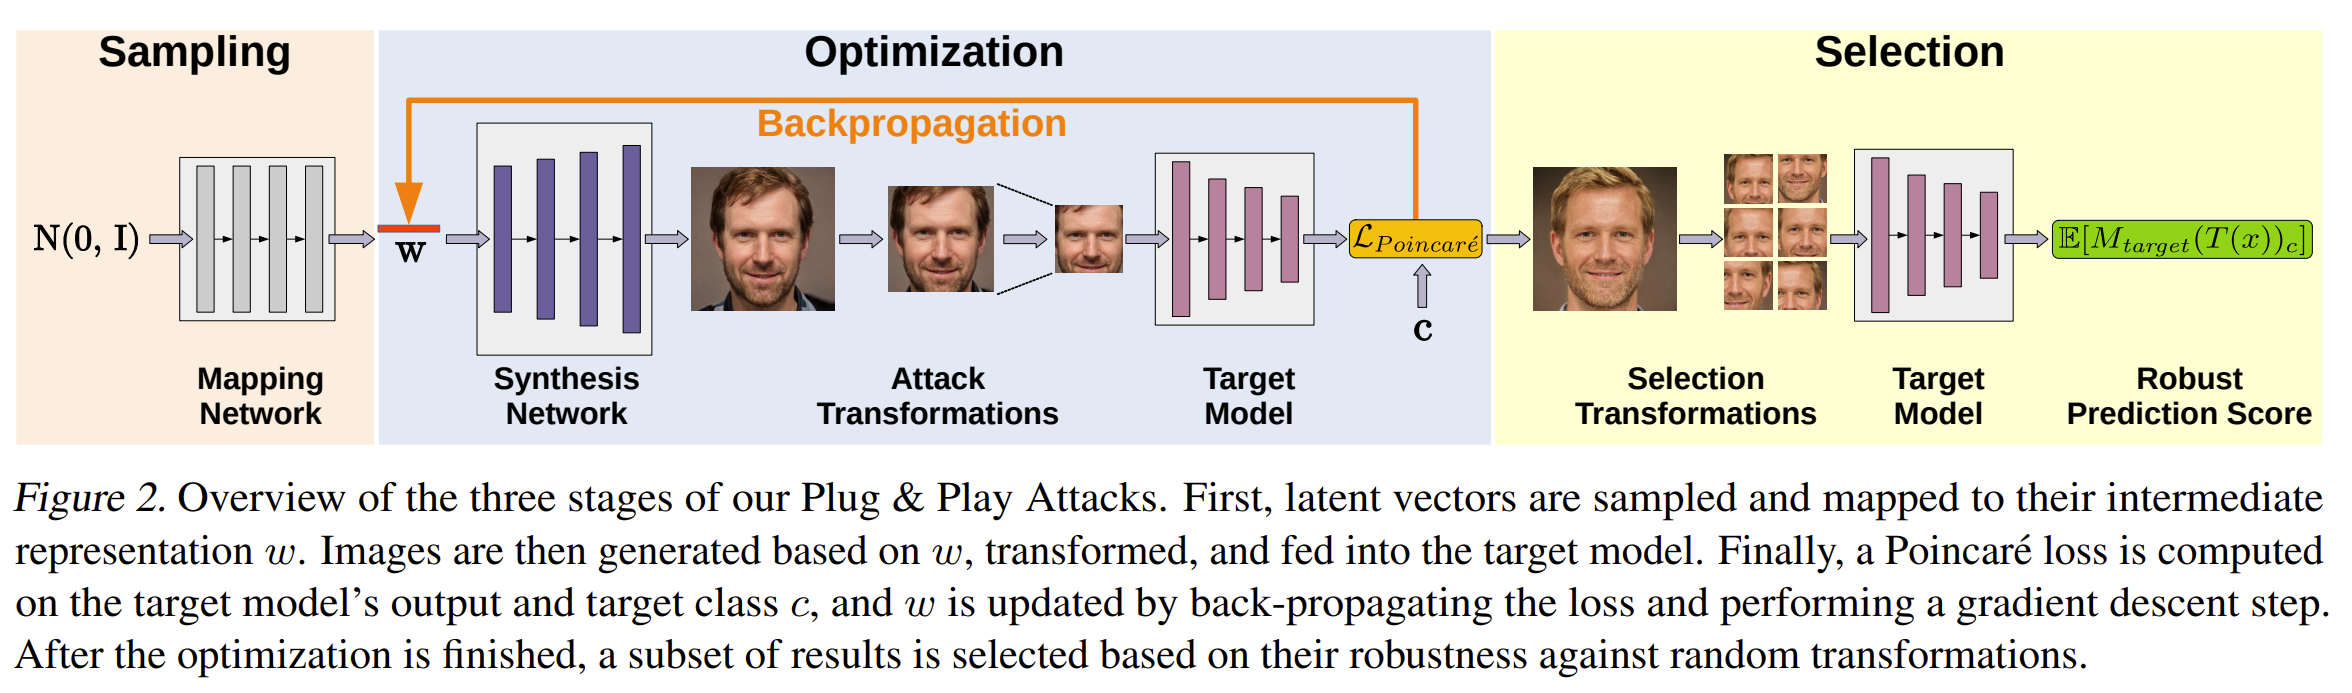 Sampling
Optimization
Selection
Backpropagation
N(0, I)
w
ℒ_Poincaré
c
𝔼[M_target(T(x))_c]
Mapping
Network
Synthesis
Network
Attack
Transformations
Target
Model
Selection
Transformations
Target
Model
Robust
Prediction Score
Figure 2. Overview of the three stages of our Plug & Play Attacks. First, latent vectors are sampled and mapped to their intermediate
representation w. Images are then generated based on w, transformed, and fed into the target model. Finally, a Poincaré loss is computed
on the target model's output and target class c, and w is updated by back-propagating the loss and performing a gradient descent step.
After the optimization is finished, a subset of results is selected based on their robustness against random transformations.